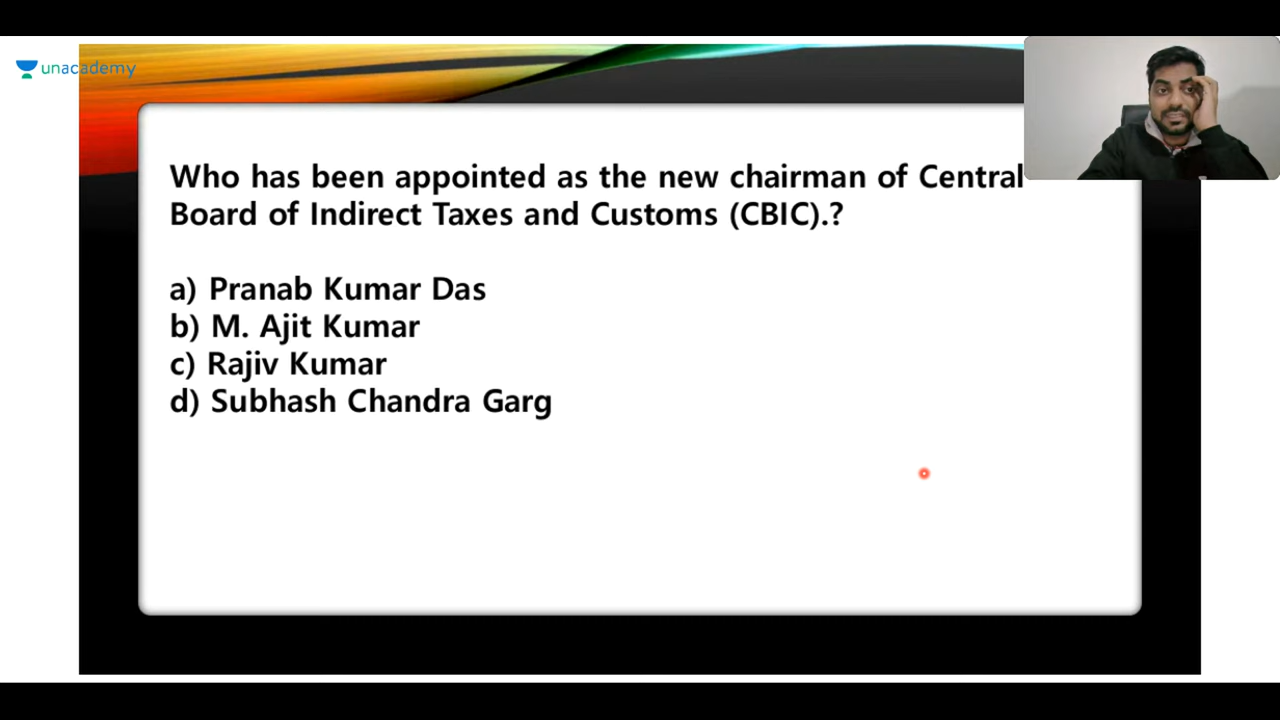 unacademy
Who has been appointed as the new chairman of Central
Board of Indirect Taxes and Customs (CBIC).?
a) Pranab Kumar Das
b) M. Ajit Kumar
c) Rajiv Kumar
d) Subhash Chandra Garg